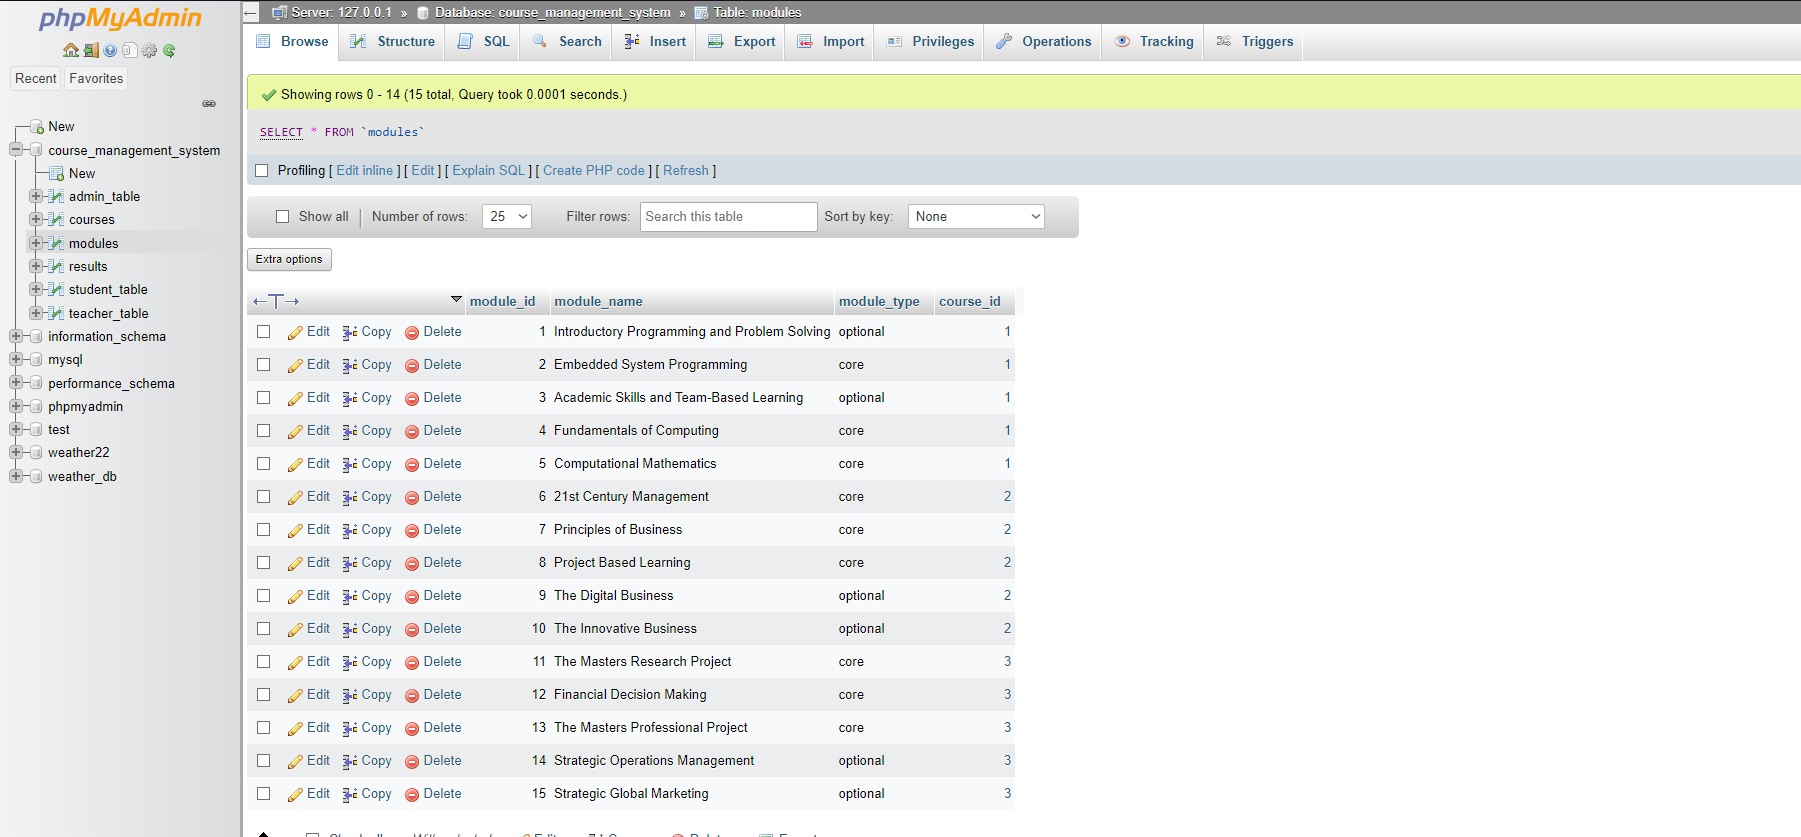 phpMyAdmin
Recent Favorites
New
course_management_system
New
admin_table
courses
modules
results
student_table
teacher_table
information_schema
mysql
performance_schema
phpmyadmin
test
weather22
weather_db
Server: 127.0.0.1 » Database: course_management_system » Table: modules
Browse Structure SQL Search Insert Export Import Privileges Operations Tracking Triggers
Showing rows 0 - 14 (15 total, Query took 0.0001 seconds.)
SELECT * FROM `modules`
Profiling [ Edit inline ] [ Edit ] [ Explain SQL ] [ Create PHP code ] [ Refresh ]
Show all Number of rows: 25 Filter rows: Search this table Sort by key: None
Extra options
←T→ module_id module_name module_type course_id
Edit Copy Delete 1 Introductory Programming and Problem Solving optional 1
Edit Copy Delete 2 Embedded System Programming core 1
Edit Copy Delete 3 Academic Skills and Team-Based Learning optional 1
Edit Copy Delete 4 Fundamentals of Computing core 1
Edit Copy Delete 5 Computational Mathematics core 1
Edit Copy Delete 6 21st Century Management core 2
Edit Copy Delete 7 Principles of Business core 2
Edit Copy Delete 8 Project Based Learning core 2
Edit Copy Delete 9 The Digital Business optional 2
Edit Copy Delete 10 The Innovative Business optional 2
Edit Copy Delete 11 The Masters Research Project core 3
Edit Copy Delete 12 Financial Decision Making core 3
Edit Copy Delete 13 The Masters Professional Project core 3
Edit Copy Delete 14 Strategic Operations Management optional 3
Edit Copy Delete 15 Strategic Global Marketing optional 3